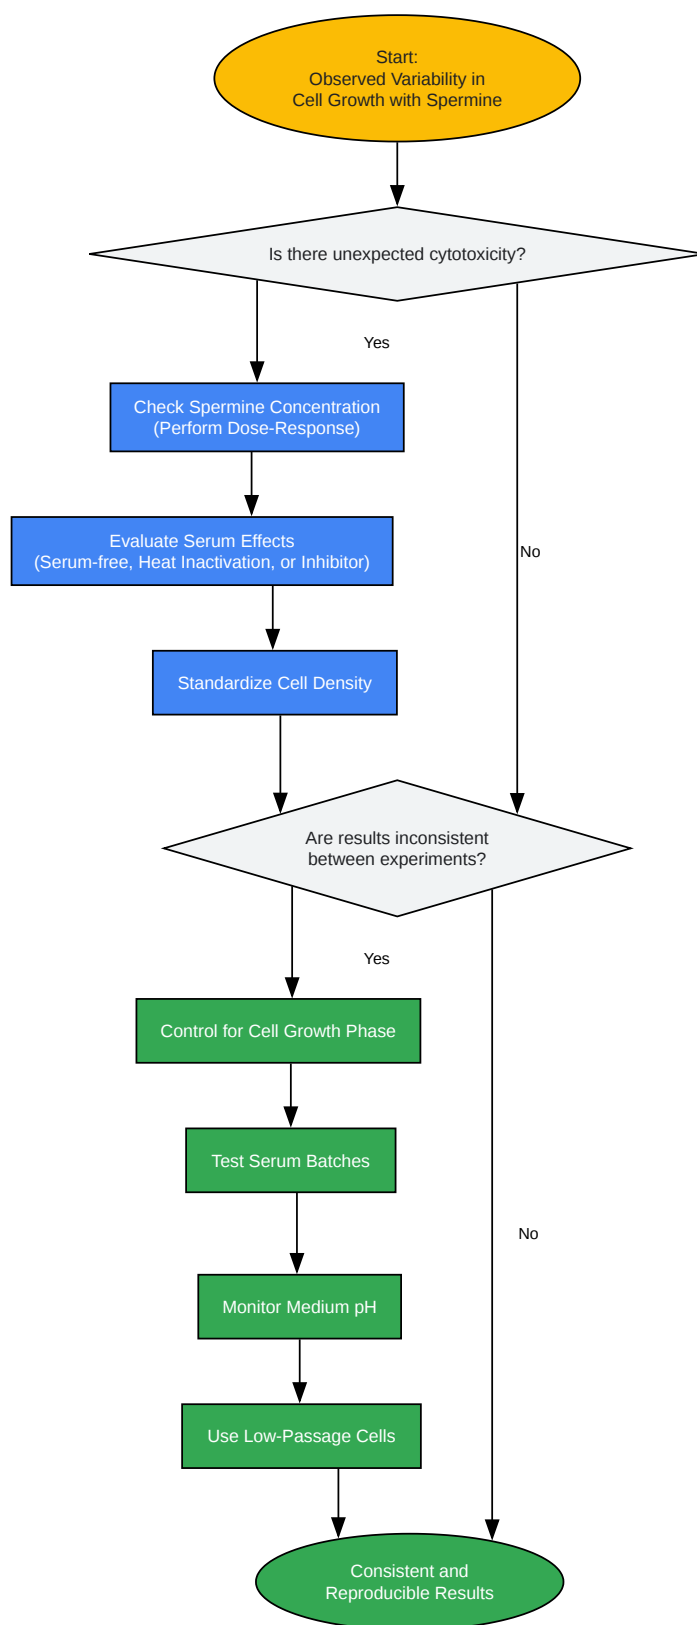 Start:
Observed Variability in
Cell Growth with Spermine
Is there unexpected cytotoxicity?
Yes
Check Spermine Concentration
(Perform Dose-Response)
Evaluate Serum Effects
(Serum-free, Heat Inactivation, or Inhibitor)
No
Standardize Cell Density
Are results inconsistent
between experiments?
Yes
Control for Cell Growth Phase
Test Serum Batches
No
Monitor Medium pH
Use Low-Passage Cells
Consistent and
Reproducible Results